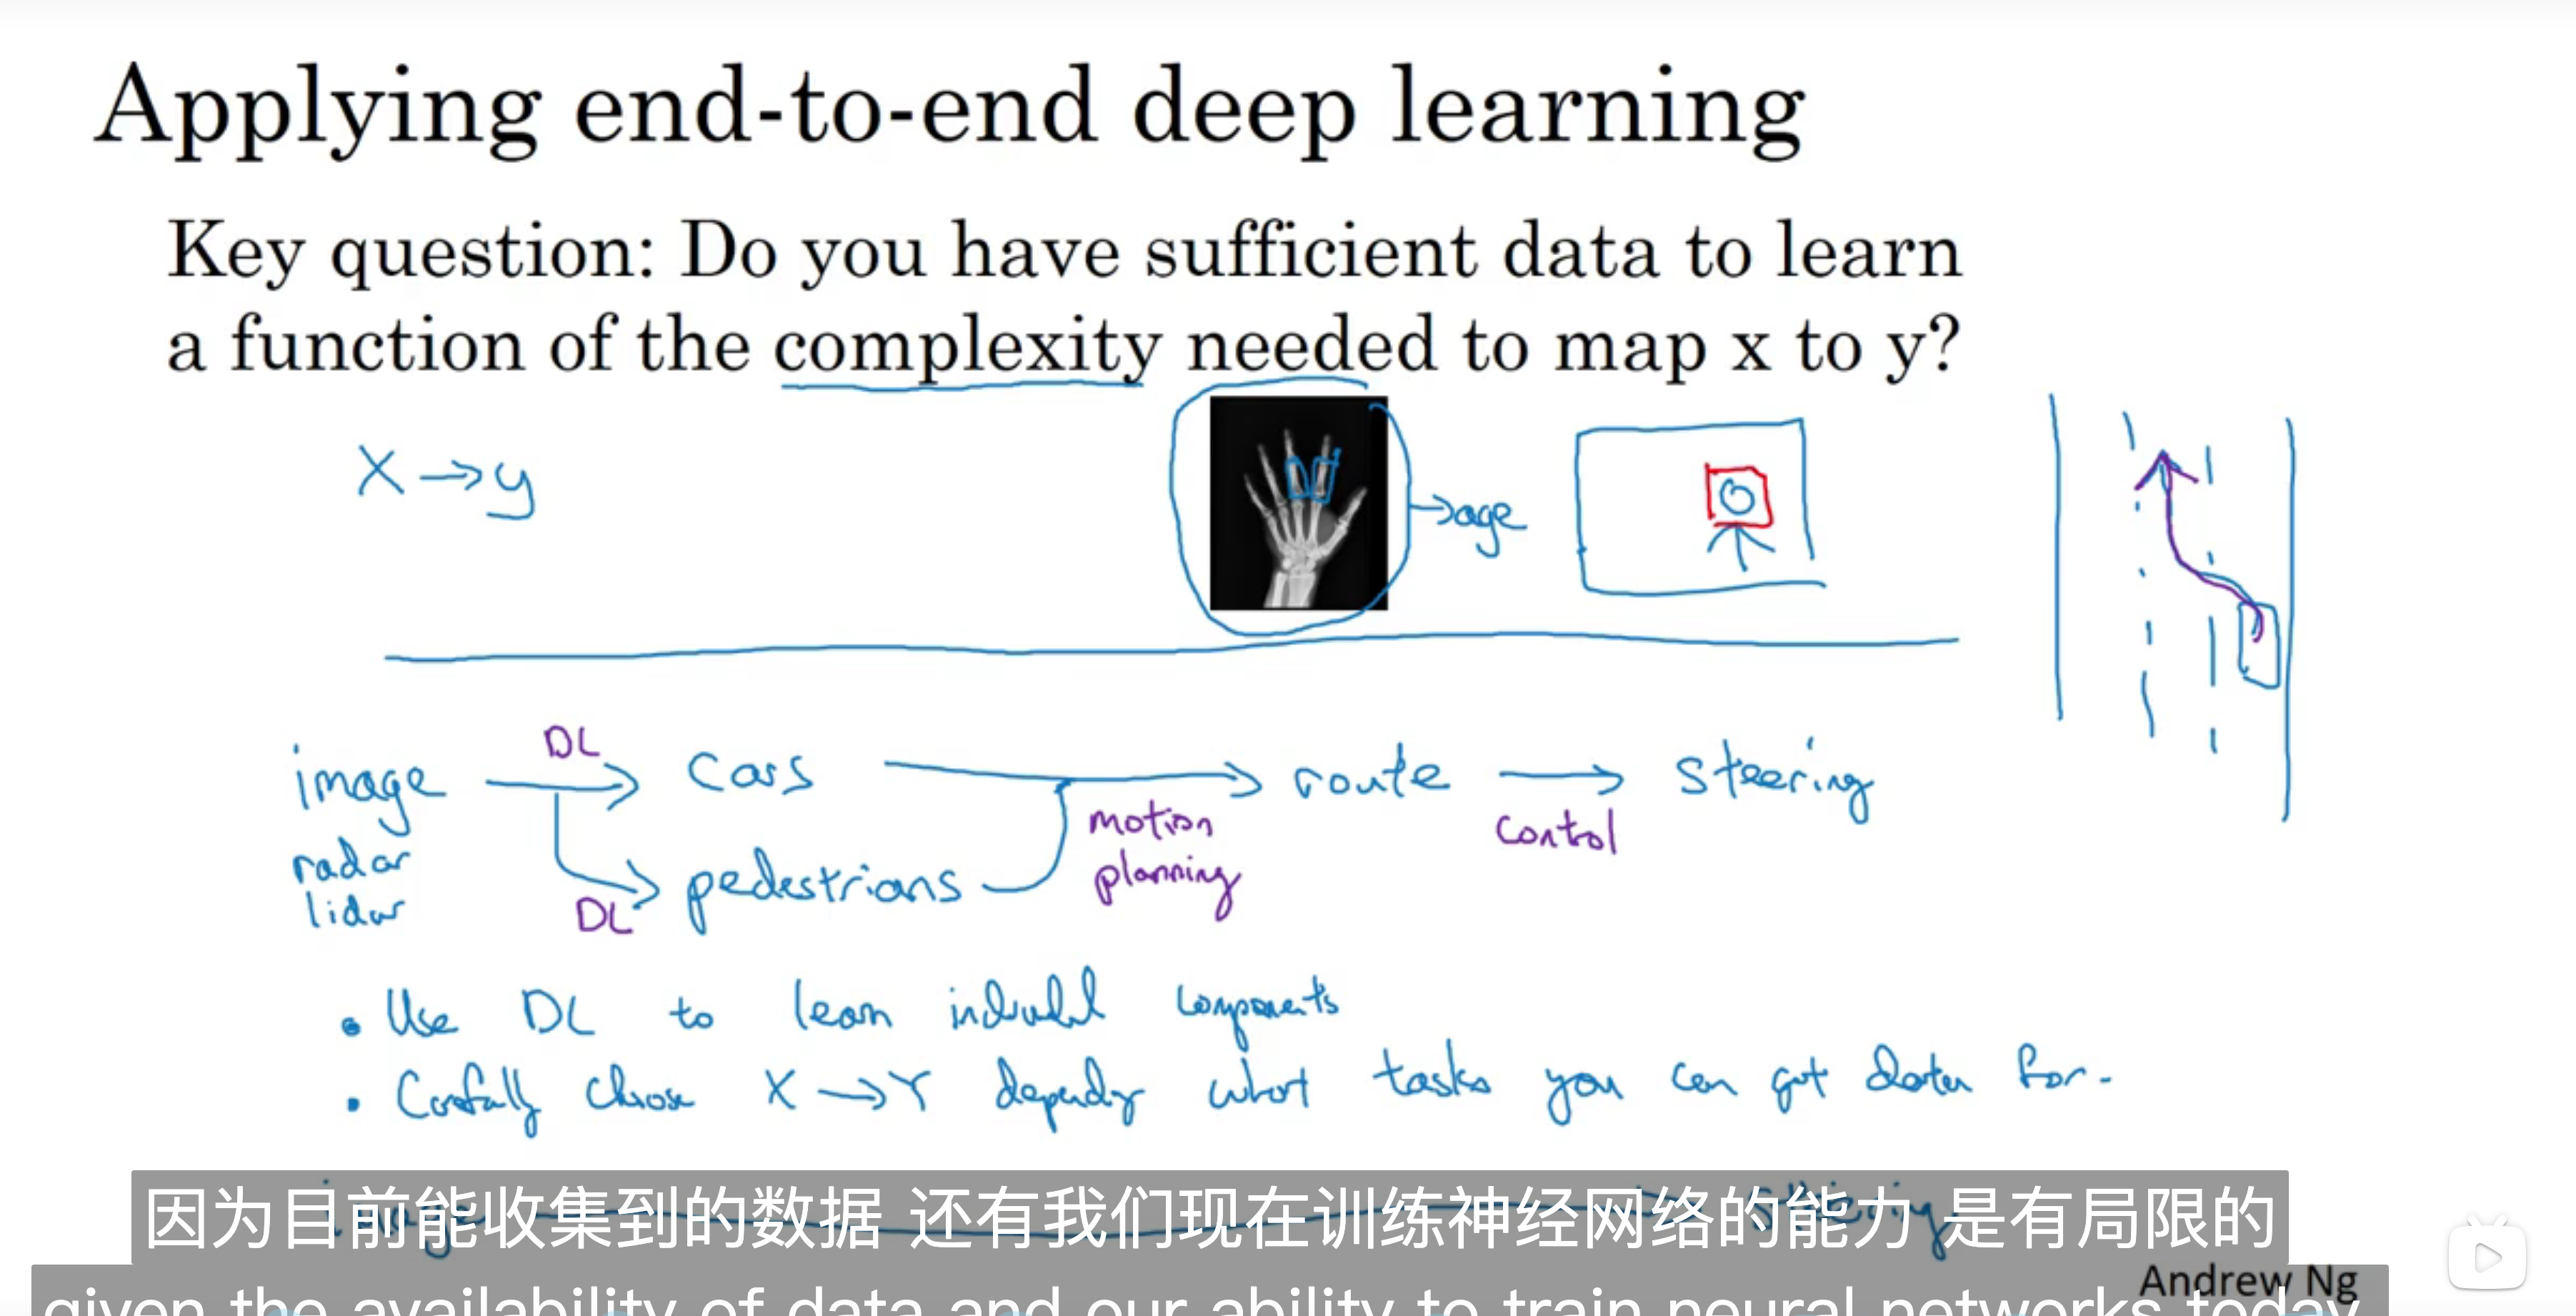 Applying end-to-end deep learning
Key question: Do you have sufficient data to learn
a function of the complexity needed to map x to y?
X → y
→ age
image
radar
lidar
DL
DL
cars
pedestrians
motion
planning
route
control
steering
• Use DL to learn individual components
• Carefully choose X → Y depending what tasks you can get data for.
image
steering
因为目前能收集到的数据 还有我们现在训练神经网络的能力 是有局限的
Andrew Ng
given the availability of data and our ability to train neural networks today